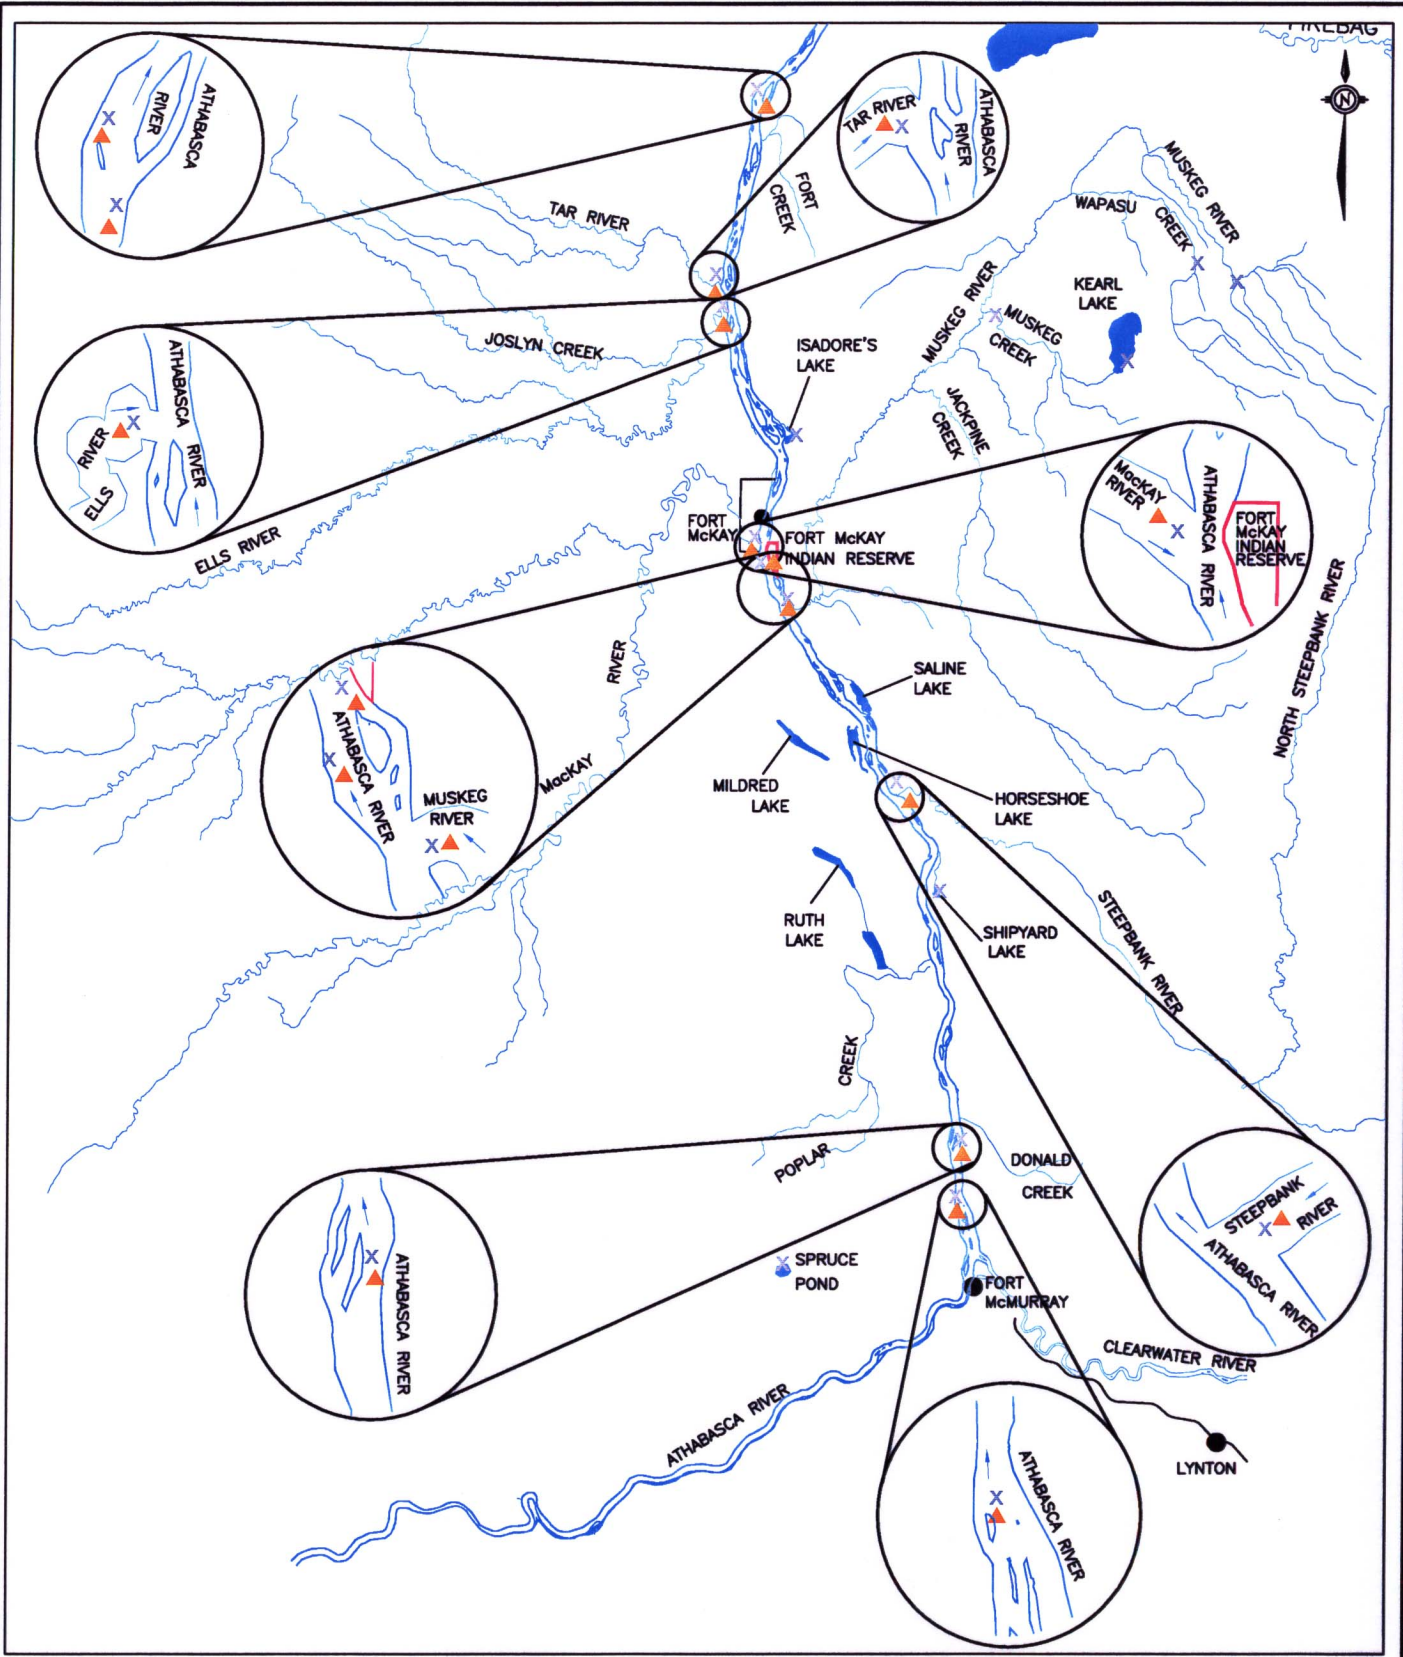 FIREBAG
N
ATHABASCA
RIVER
TAR RIVER
ATHABASCA
RIVER
FORT
CREEK
TAR RIVER
MUSKEG RIVER
WAPASU
CREEK
MUSKEG RIVER
KEARL
LAKE
MUSKEG
CREEK
JOSLYN CREEK
ISADORE'S
LAKE
JACKPINE
CREEK
ATHABASCA
RIVER
RIVER
ELLS
ELLS RIVER
FORT
McKAY
FORT McKAY
INDIAN RESERVE
MacKAY
RIVER
ATHABASCA RIVER
FORT
McKAY
INDIAN
RESERVE
NORTH STEEPBANK RIVER
RIVER
MacKAY
SALINE
LAKE
ATHABASCA RIVER
MUSKEG
RIVER
MILDRED
LAKE
HORSESHOE
LAKE
RUTH
LAKE
SHIPYARD
LAKE
STEEPBANK RIVER
CREEK
POPLAR
DONALD
CREEK
STEEPBANK
RIVER
ATHABASCA RIVER
ATHABASCA RIVER
SPRUCE
POND
FORT
McMURRAY
CLEARWATER RIVER
ATHABASCA RIVER
LYNTON
ATHABASCA RIVER